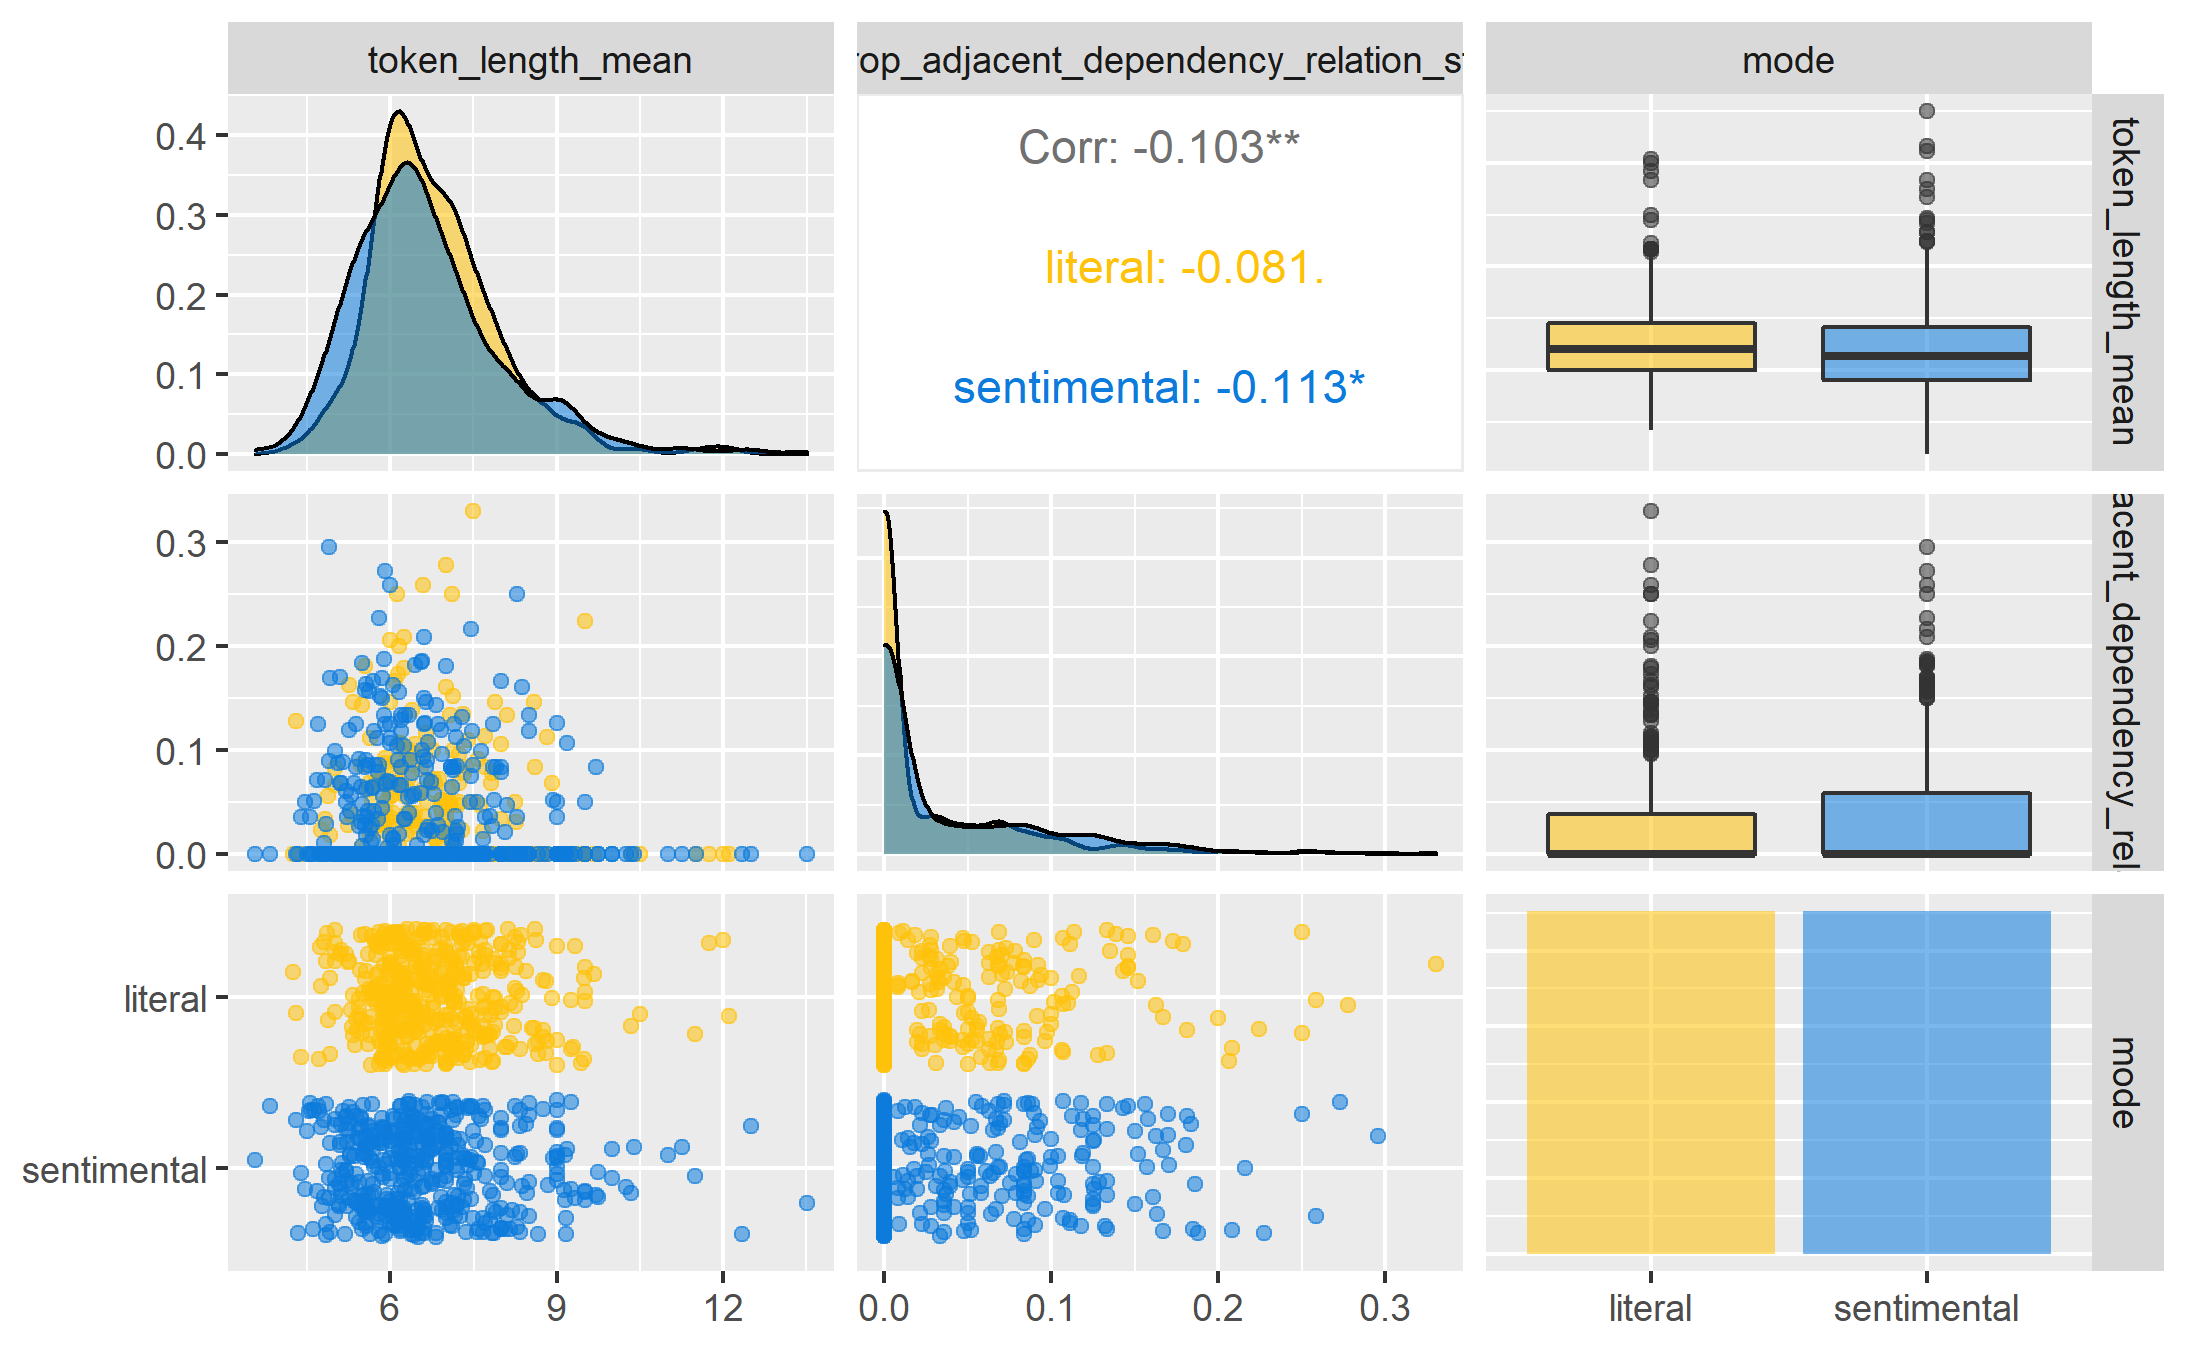 token_length_mean
rop_adjacent_dependency_relation_s
mode
0.4
0.3
0.2
0.1
0.0
Corr: -0.103**
literal: -0.081.
sentimental: -0.113*
token_length_mean
0.3
0.2
0.1
0.0
acent_dependency_rel
literal
sentimental
mode
6
9
12
0.0
0.1
0.2
0.3
literal
sentimental